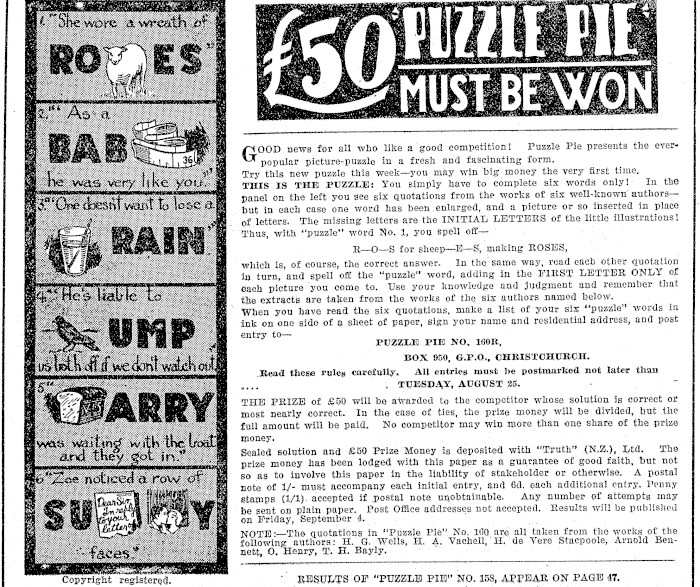 1. "She wore a wreath of
RO ES"
2. "As a
BAB
36
he was very like you."
3. "One doesn't want to lose a
RAIN"
4. "He's liable to
UMP
us both off if we don't watch out
5. "
ARRY
was waiting with the boat
and they got in."
6. "Zoe noticed a row of
SU Y
Dear Sir,
In reply
to your
letter
faces."
Copyright registered.
£50 'PUZZLE PIE'
MUST BE WON
GOOD news for all who like a good competition! Puzzle Pie presents the ever-
popular picture-puzzle in a fresh and fascinating form.
Try this new puzzle this week—you may win big money the very first time.
THIS IS THE PUZZLE: You simply have to complete six words only! In the
panel on the left you see six quotations from the works of six well-known authors—
but in each case one word has been enlarged, and a picture or so inserted in place
of letters. The missing letters are the INITIAL LETTERS of the little illustrations!
Thus, with "puzzle" word No. 1, you spell off—
R—O—S for sheep—E—S, making ROSES,
which is, of course, the correct answer. In the same way, read each other quotation
in turn, and spell off the "puzzle" word, adding in the FIRST LETTER ONLY of
each picture you come to. Use your knowledge and judgment and remember that
the extracts are taken from the works of the six authors named below.
When you have read the six quotations, make a list of your six "puzzle" words in
ink on one side of a sheet of paper, sign your name and residential address, and post
entry to—
PUZZLE PIE NO. 160R,
BOX 950, G.P.O., CHRISTCHURCH.
Read these rules carefully. All entries must be postmarked not later than
.... TUESDAY, AUGUST 25.
THE PRIZE of £50 will be awarded to the competitor whose solution is correct or
most nearly correct. In the case of ties, the prize money will be divided, but the
full amount will be paid. No competitor may win more than one share of the prize
money.
Sealed solution and £50 Prize Money is deposited with "Truth" (N.Z.), Ltd. The
prize money has been lodged with this paper as a guarantee of good faith, but not
so as to involve this paper in the liability of stakeholder or otherwise. A postal
note of 1/- must accompany each initial entry, and 6d. each additional entry. Penny
stamps (1/1) accepted if postal note unobtainable. Any number of attempts may
be sent on plain paper. Post Office addresses not accepted. Results will be published
on Friday, September 4.
NOTE:—The quotations in "Puzzle Pie" No. 160 are all taken from the works of the
following authors: H. G. Wells, H. A. Vachell, H. de Vere Stacpoole, Arnold Ben-
nett, O. Henry, T. H. Bayly.
RESULTS OF "PUZZLE PIE" NO. 158, APPEAR ON PAGE 47.